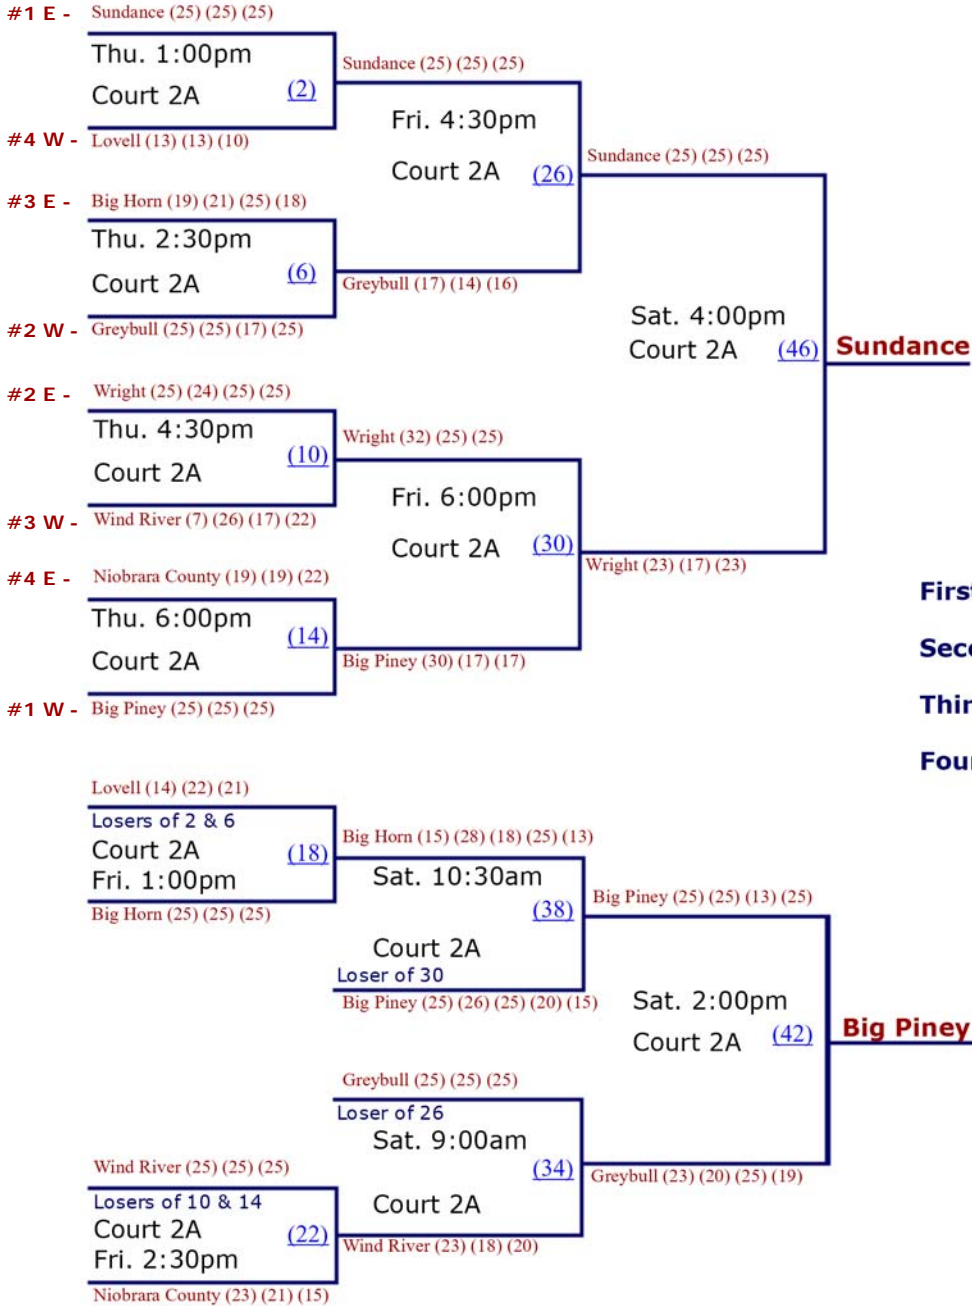 #1 E - Sundance (25) (25) (25)
Thu. 1:00pm
Court 2A (2)
#4 W - Lovell (13) (13) (10)
Sundance (25) (25) (25)
Fri. 4:30pm
Court 2A (26)
#3 E - Big Horn (19) (21) (25) (18)
Thu. 2:30pm
Court 2A (6)
#2 W - Greybull (25) (25) (17) (25)
Greybull (17) (14) (16)
Sundance (25) (25) (25)
Sat. 4:00pm
Court 2A (46)
Sundance
#2 E - Wright (25) (24) (25) (25)
Thu. 4:30pm
Court 2A (10)
#3 W - Wind River (7) (26) (17) (22)
Wright (32) (25) (25)
Fri. 6:00pm
Court 2A (30)
Wright (23) (17) (23)
#4 E - Niobrara County (19) (19) (22)
Thu. 6:00pm
Court 2A (14)
#1 W - Big Piney (25) (25) (25)
Big Piney (30) (17) (17)
Firs
Seco
Thir
Four
Lovell (14) (22) (21)
Losers of 2 & 6
Court 2A (18)
Fri. 1:00pm
Big Horn (25) (25) (25)
Big Horn (15) (28) (18) (25) (13)
Sat. 10:30am
(38)
Court 2A
Loser of 30
Big Piney (25) (26) (25) (20) (15)
Big Piney (25) (25) (13) (25)
Sat. 2:00pm
Court 2A (42)
Big Piney
Greybull (25) (25) (25)
Loser of 26
Sat. 9:00am
(34)
Court 2A
Greybull (23) (20) (25) (19)
Wind River (25) (25) (25)
Losers of 10 & 14
Court 2A (22)
Fri. 2:30pm
Wind River (23) (18) (20)
Niobrara County (23) (21) (15)